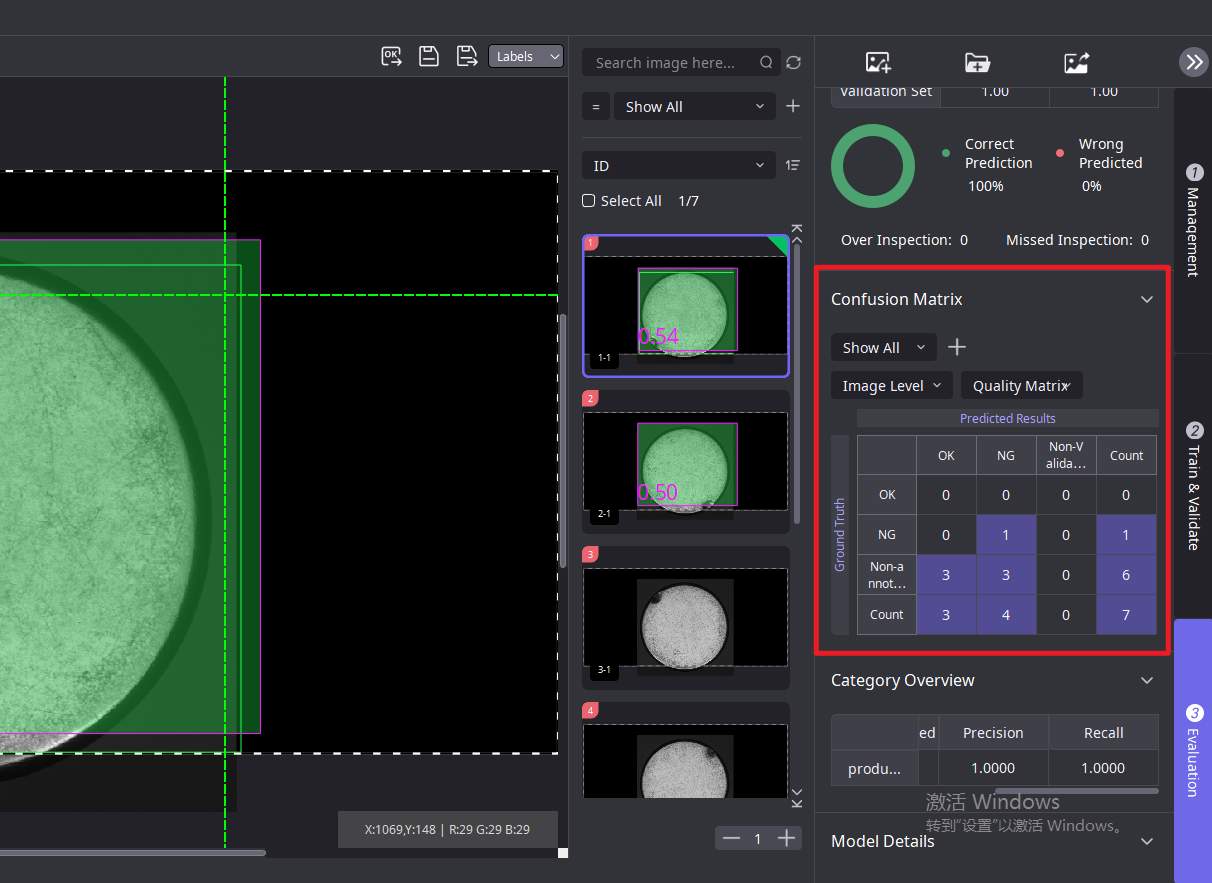 OK
Labels
Search image here...
=
Show All
ID
Select All 1/7
1
0.54
1-1
2
0.50
2-1
3
3-1
4
1
X:1069,Y:148 | R:29 G:29 B:29
Validation Set 1.00 1.00
Correct Prediction
100%
Wrong Predicted
0%
Over Inspection: 0 Missed Inspection: 0
Confusion Matrix
Show All
Image Level Quality Matrix
Predicted Results
Ground Truth
OK NG Non-V Count
alida...
OK 0 0 0 0
NG 0 1 0 1
Non-a
nnot... 3 3 0 6
Count 3 4 0 7
Category Overview
ed Precision Recall
produ... 1.0000 1.0000
激活 Windows
转到“设置”以激活 Windows。
Model Details
1 Management
2 Train & Validate
3 Evaluation